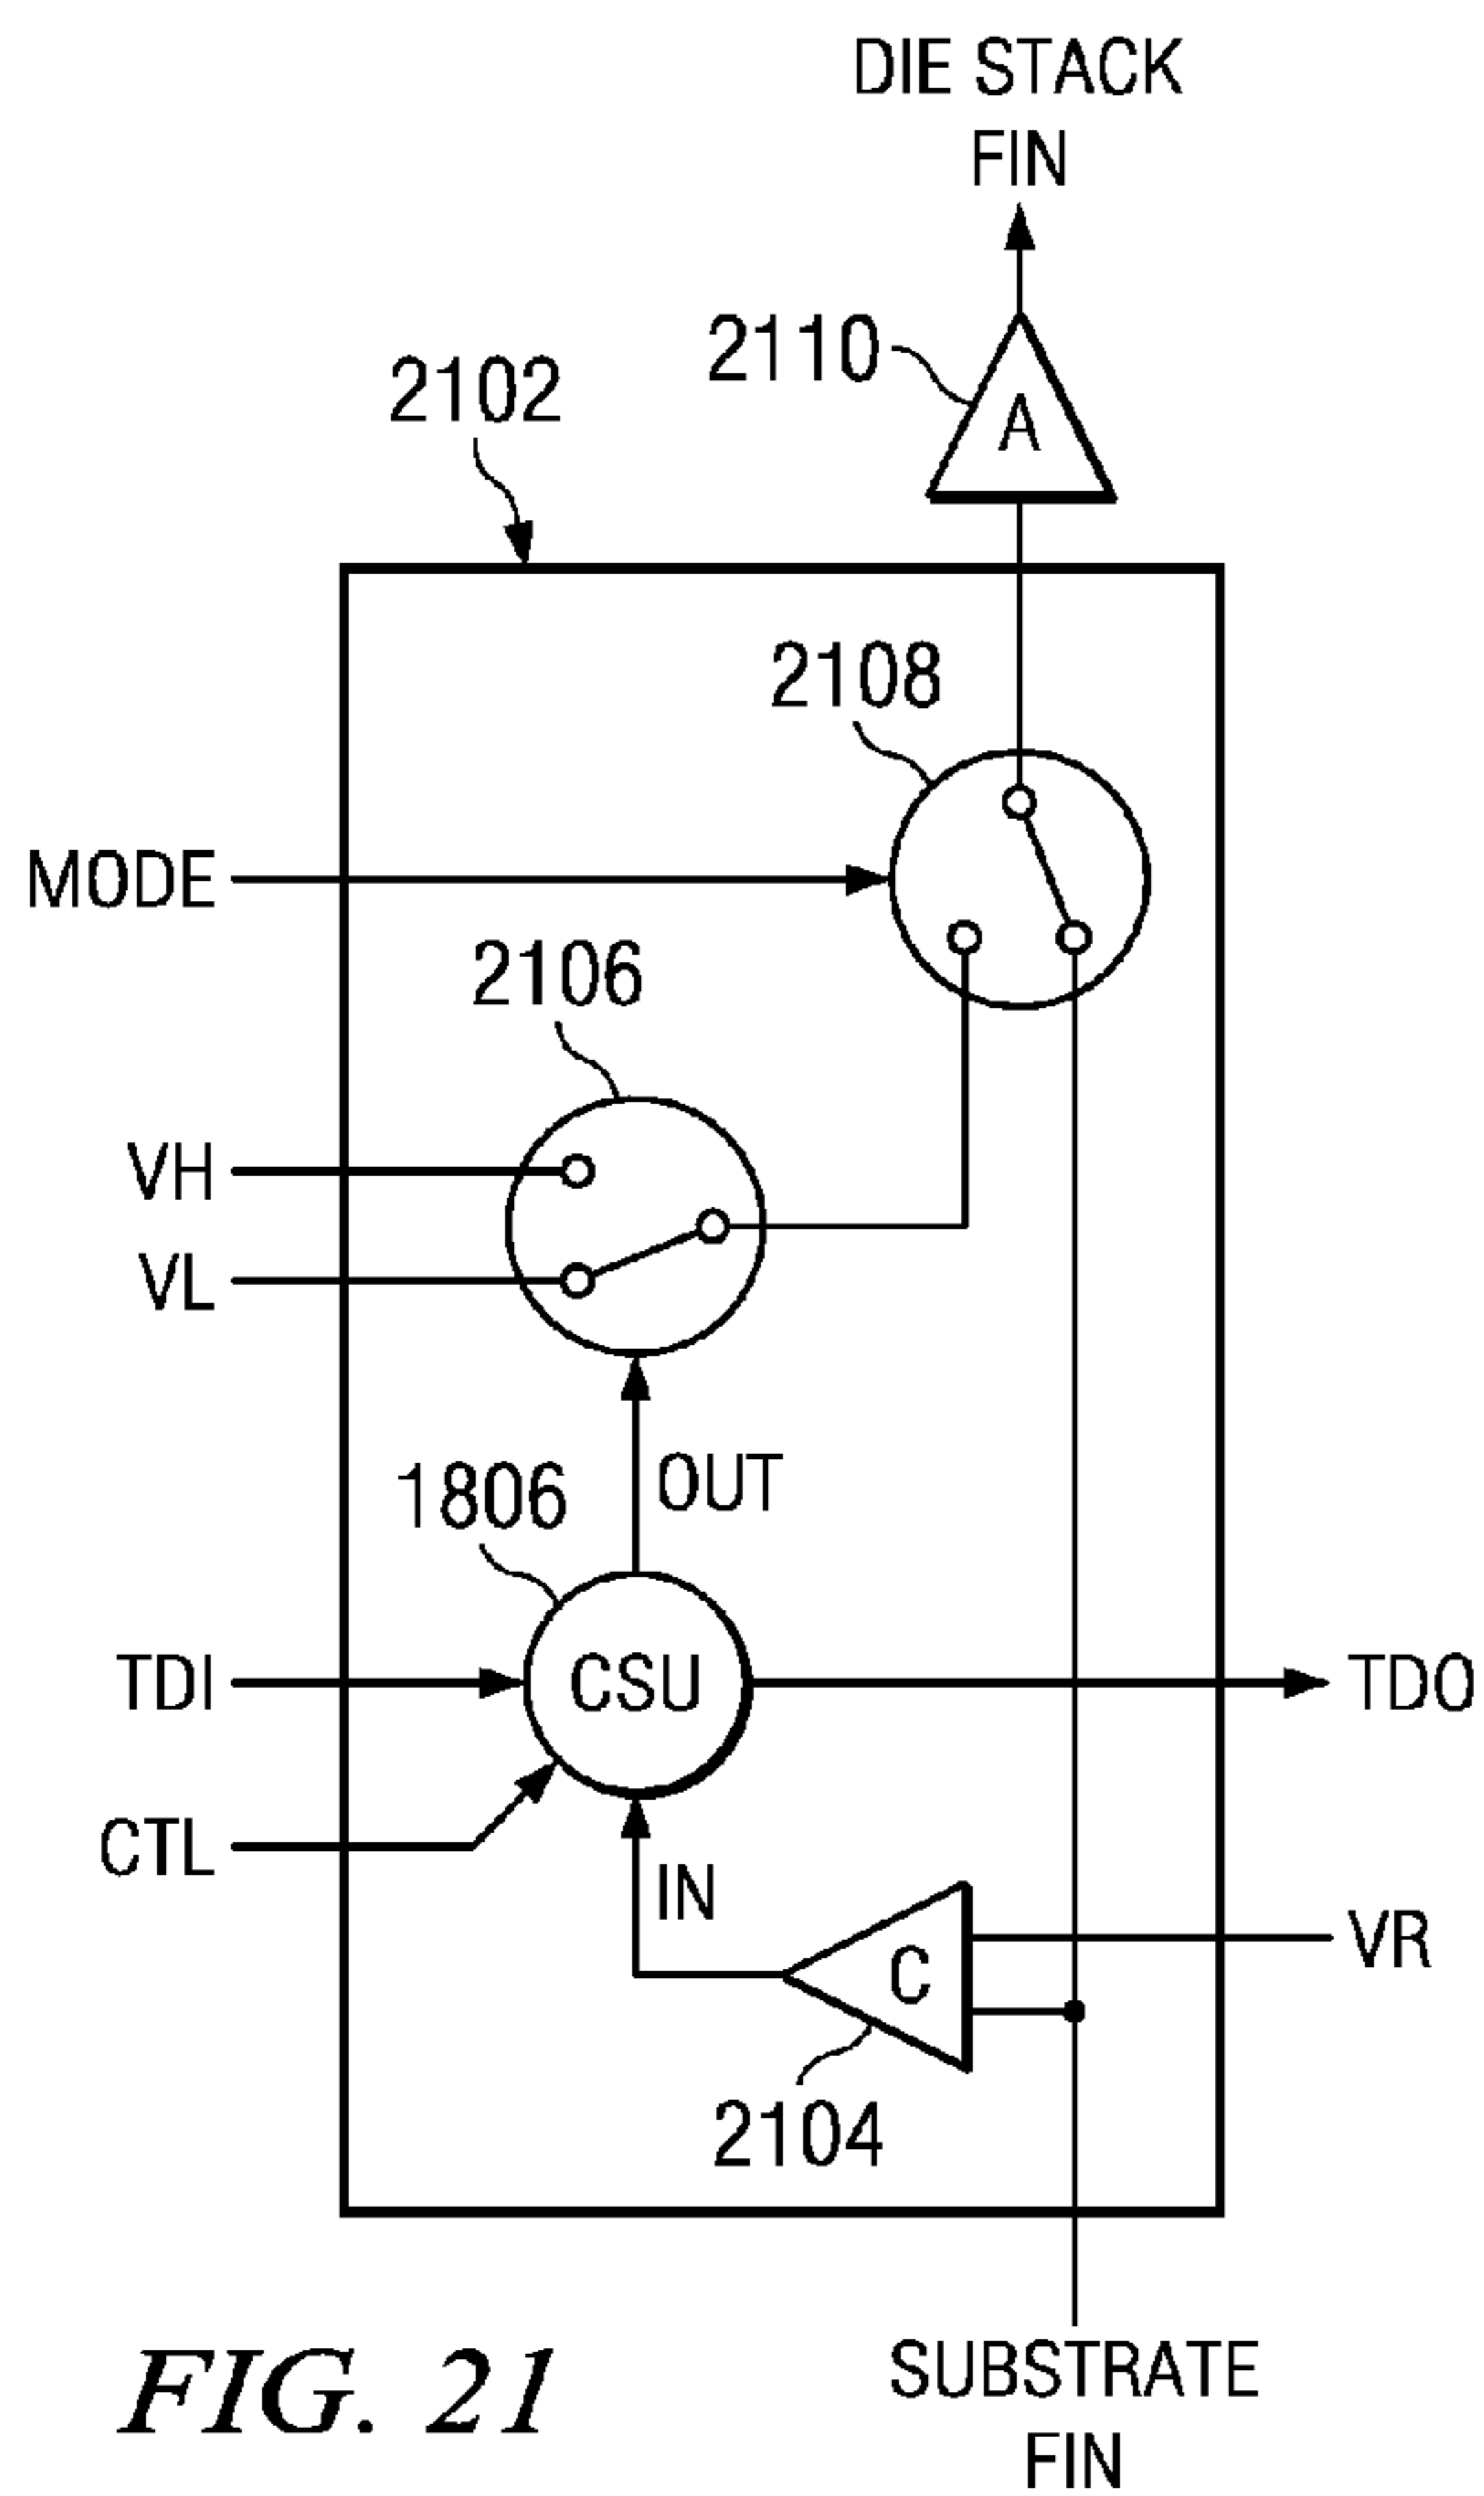 DIE STACK
FIN
2110
A
2102
2108
MODE
2106
VH
VL
OUT
1806
TDI
CSU
TDO
CTL
IN
VR
C
2104
SUBSTRATE
FIN
FIG. 21